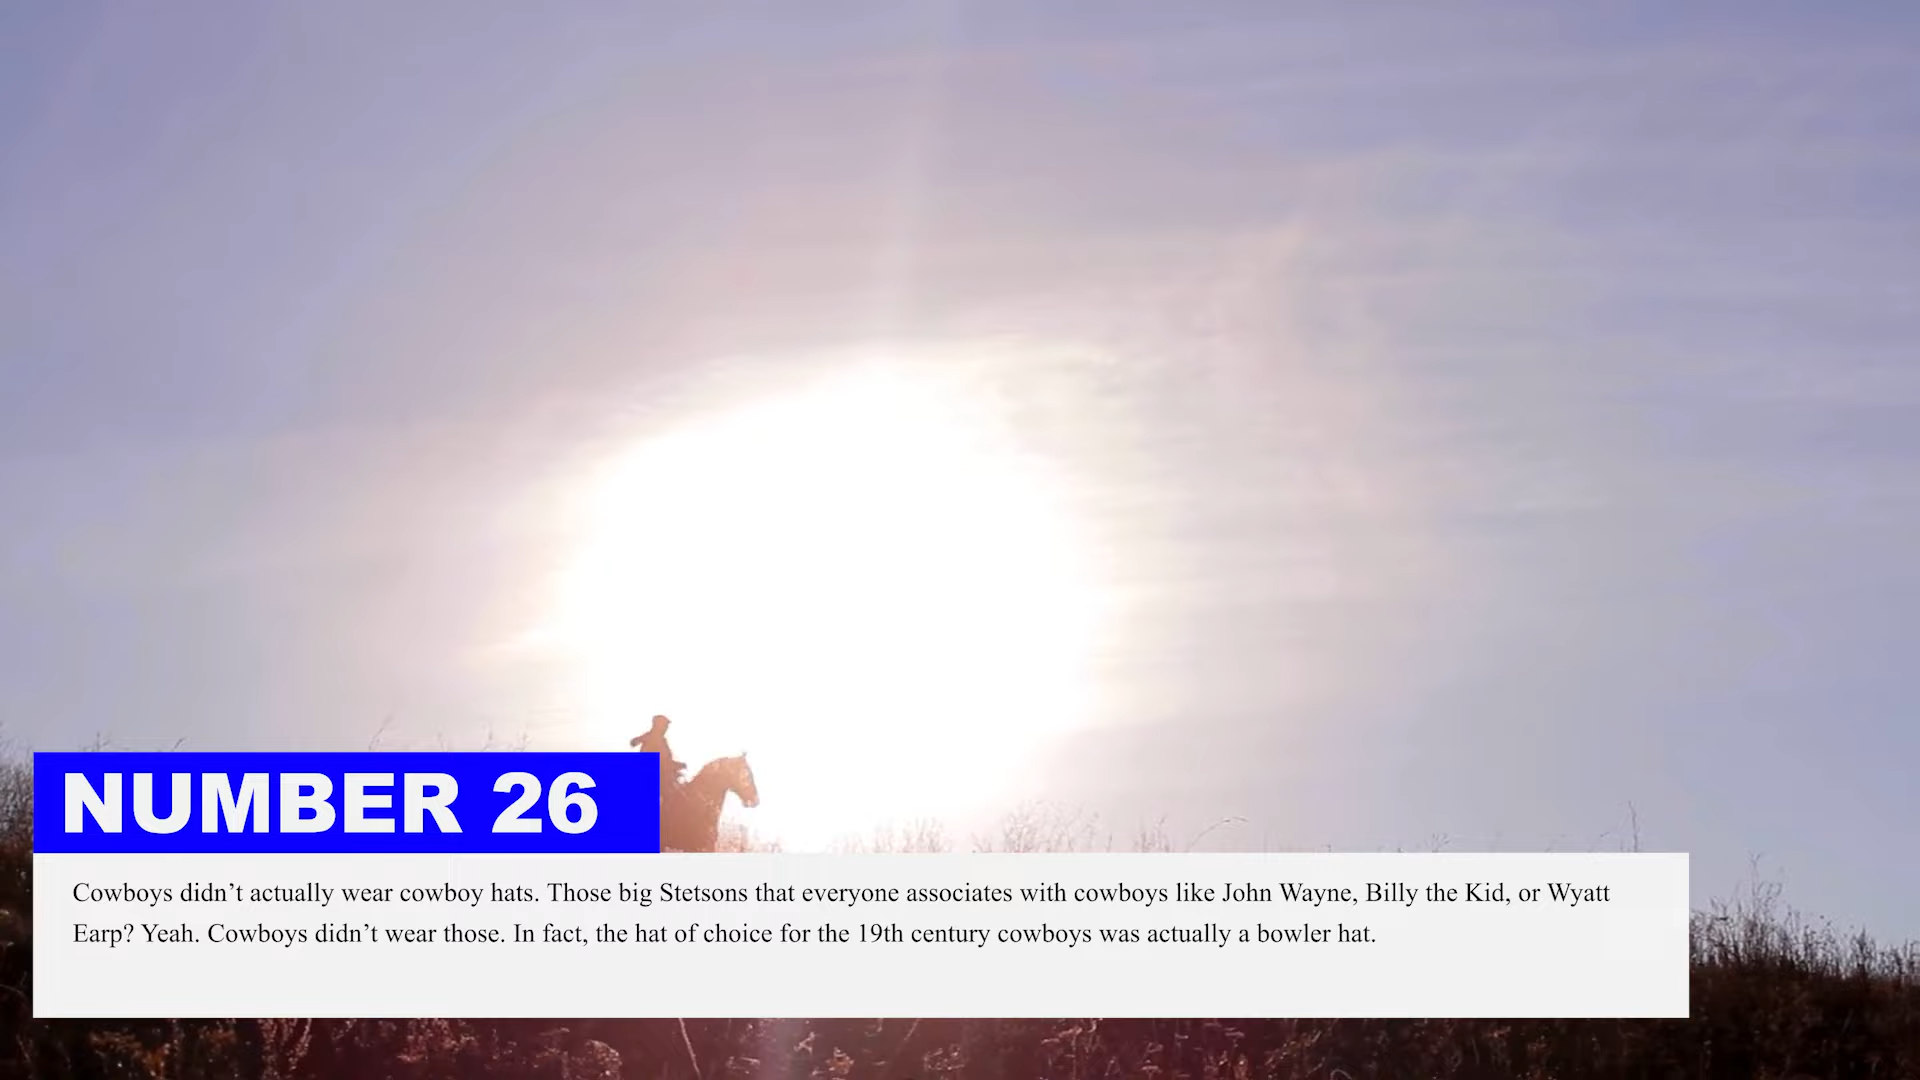 NUMBER 26
Cowboys didn’t actually wear cowboy hats. Those big Stetsons that everyone associates with cowboys like John Wayne, Billy the Kid, or Wyatt
Earp? Yeah. Cowboys didn’t wear those. In fact, the hat of choice for the 19th century cowboys was actually a bowler hat.